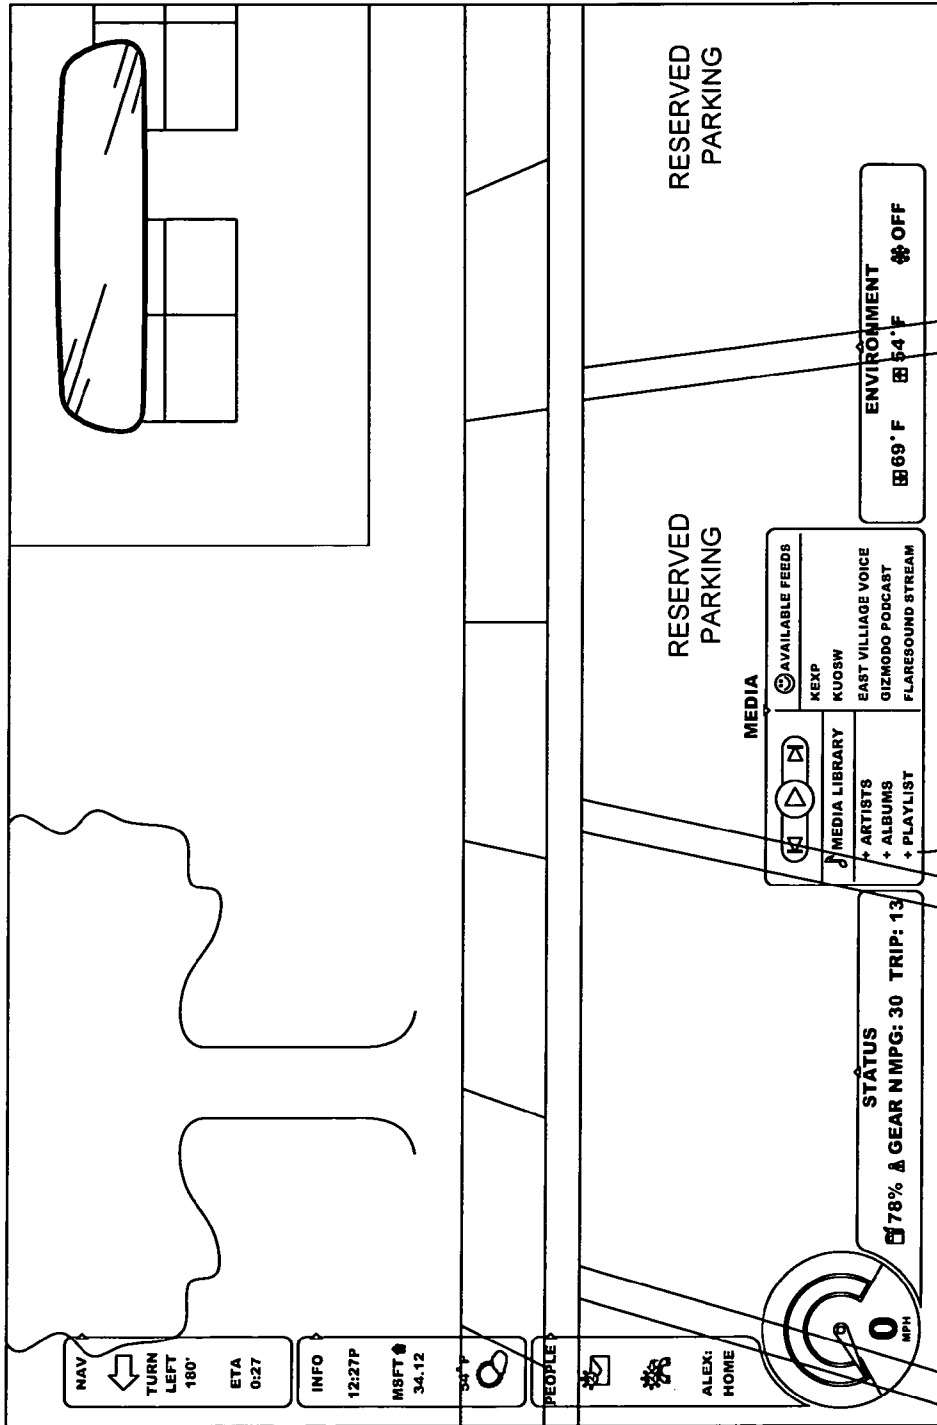 NAV
TURN
LEFT
180°
ETA
0:27
INFO
12:27P
MSFT
34.12
54°F
PEOPLE
ALEX:
HOME
0
MPH
STATUS
78% GEAR N MPG: 30 TRIP: 13
MEDIA
MEDIA LIBRARY
+ ARTISTS
+ ALBUMS
+ PLAYLIST
AVAILABLE FEEDS
KEXP
KUOSW
EAST VILLIAGE VOICE
GIZMODO PODCAST
FLARESOUND STREAM
ENVIRONMENT
69°F 54°F OFF
RESERVED
PARKING
RESERVED
PARKING